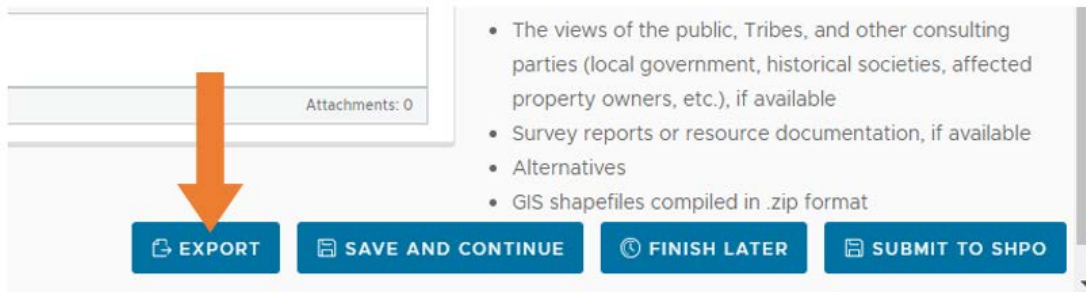 • The views of the public, Tribes, and other consulting
parties (local government, historical societies, affected
property owners, etc.), if available
Attachments: 0
• Survey reports or resource documentation, if available
• Alternatives
• GIS shapefiles compiled in .zip format
EXPORT
SAVE AND CONTINUE
FINISH LATER
SUBMIT TO SHPO